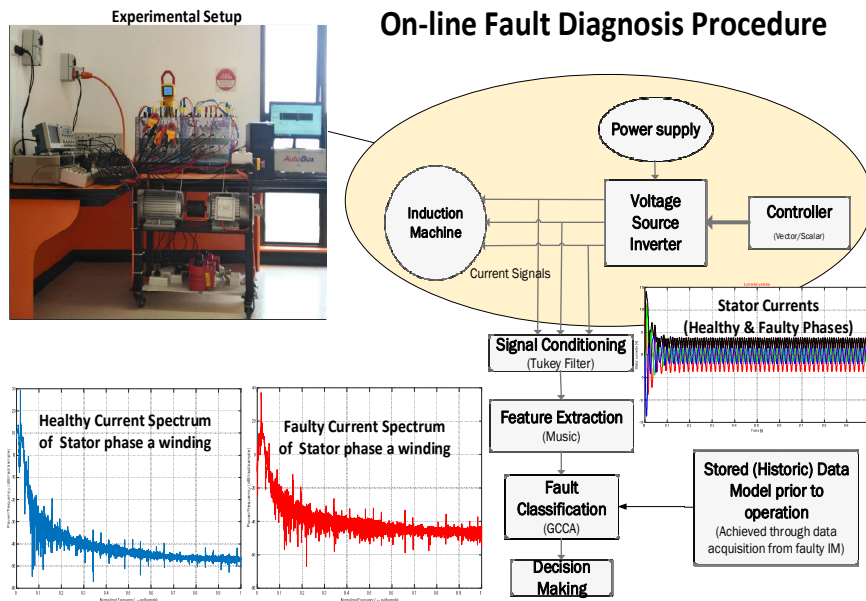 Experimental Setup
On-line Fault Diagnosis Procedure
AutoBox
Power supply
Induction
Machine
Voltage
Source
Inverter
Controller
(Vector/Scalar)
Current Signals
Stator Currents
(Healthy & Faulty Phases)
Signal Conditioning
(Tukey Filter)
Feature Extraction
(Music)
Healthy Current Spectrum
of Stator phase a winding
Faulty Current Spectrum
of Stator phase a winding
Fault
Classification
(GCCA)
Stored (Historic) Data
Model prior to
operation
(Achieved through data
acquisition from faulty IM)
Decision
Making